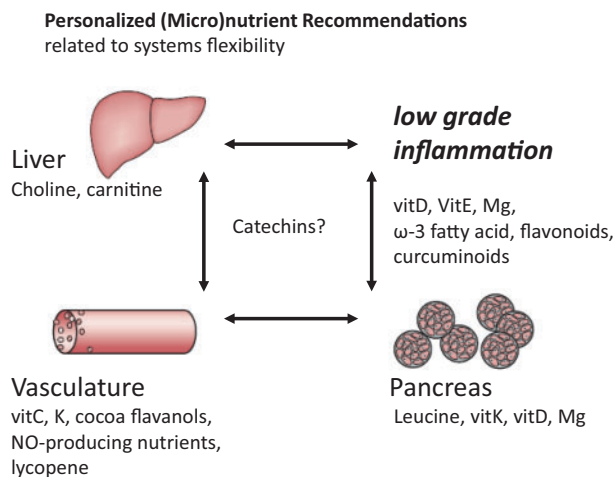 Personalized (Micro)nutrient Recommendations
related to systems flexibility
low grade
inflammation
Liver
Choline, carnitine
vitD, VitE, Mg,
ω-3 fatty acid, flavonoids,
curcuminoids
Catechins?
Vasculature
vitC, K, cocoa flavanols,
NO-producing nutrients,
lycopene
Pancreas
Leucine, vitK, vitD, Mg